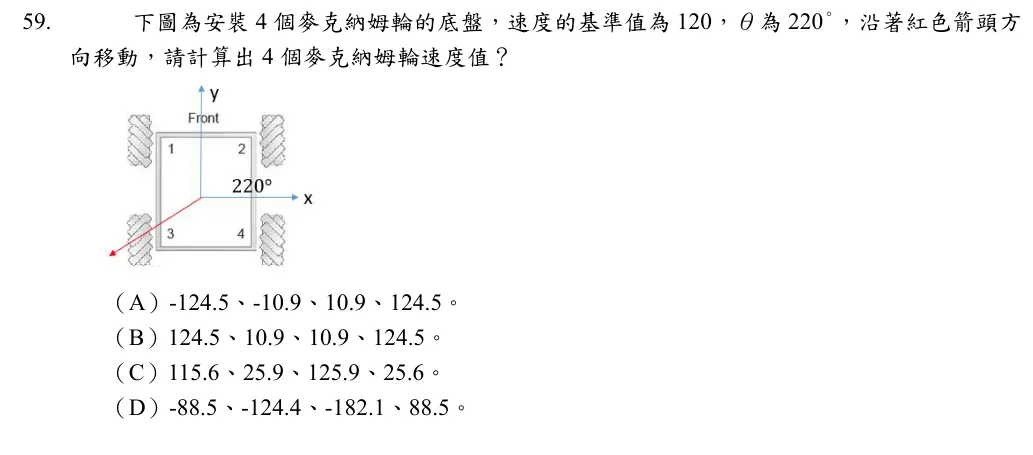 59. 下圖為安裝 4 個麥克納姆輪的底盤，速度的基準值為 120，θ為 220°，沿著紅色箭頭方
向移動，請計算出 4 個麥克納姆輪速度值？
y
Front
1 2
220°
x
3 4
（A）-124.5、-10.9、10.9、124.5。
（B）124.5、10.9、10.9、124.5。
（C）115.6、25.9、125.9、25.6。
（D）-88.5、-124.4、-182.1、88.5。